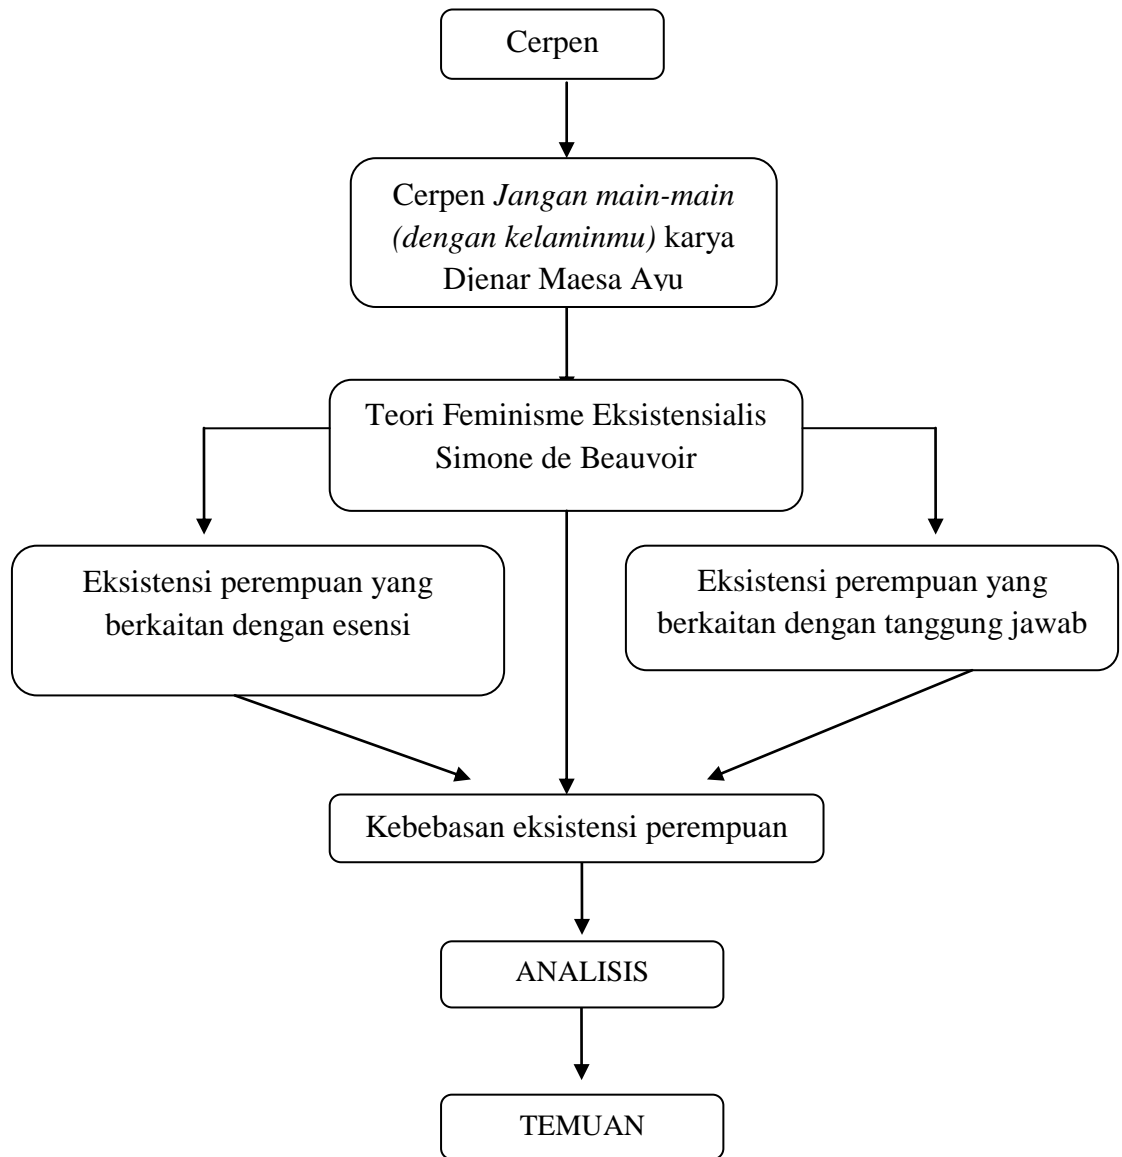 Cerpen
Cerpen Jangan main-main
(dengan kelaminmu) karya
Djenar Maesa Ayu
Teori Feminisme Eksistensialis
Simone de Beauvoir
Eksistensi perempuan yang
berkaitan dengan esensi
Eksistensi perempuan yang
berkaitan dengan tanggung jawab
Kebebasan eksistensi perempuan
ANALISIS
TEMUAN